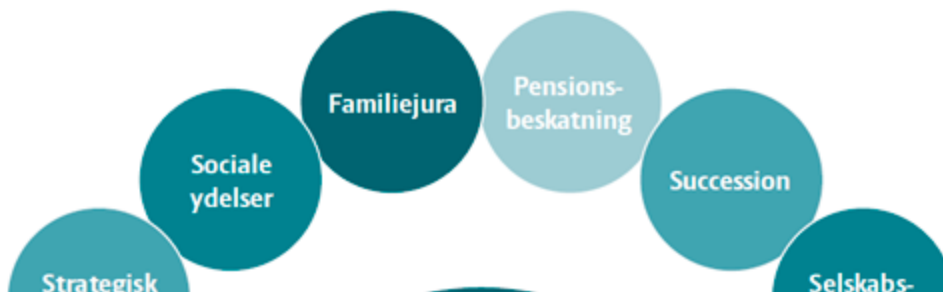 Familiejura
Pensions-
beskatning
Sociale
ydelser
Succession
Strategisk
Selskabs-